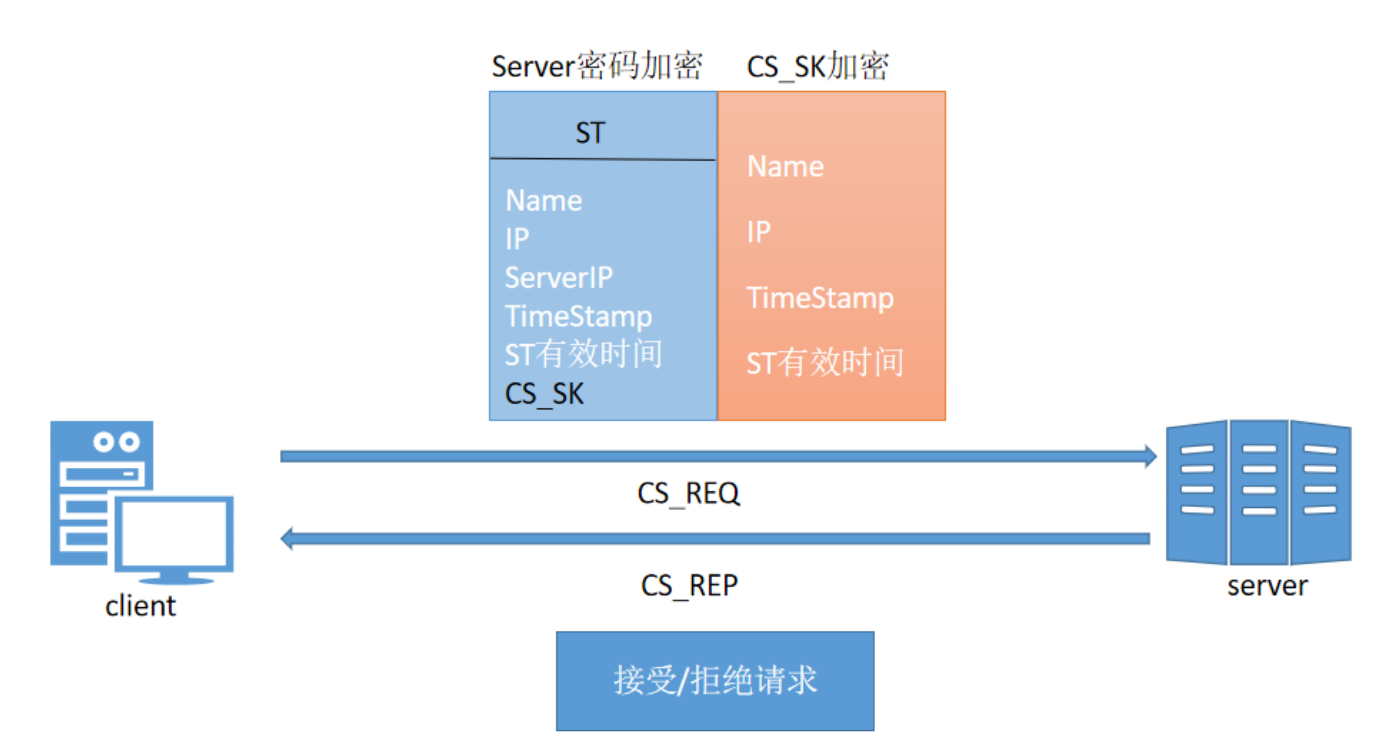 Server密码加密
CS_SK加密
ST
Name
IP
ServerIP
TimeStamp
ST有效时间
CS_SK
Name
IP
TimeStamp
ST有效时间
CS_REQ
CS_REP
client
server
接受/拒绝请求